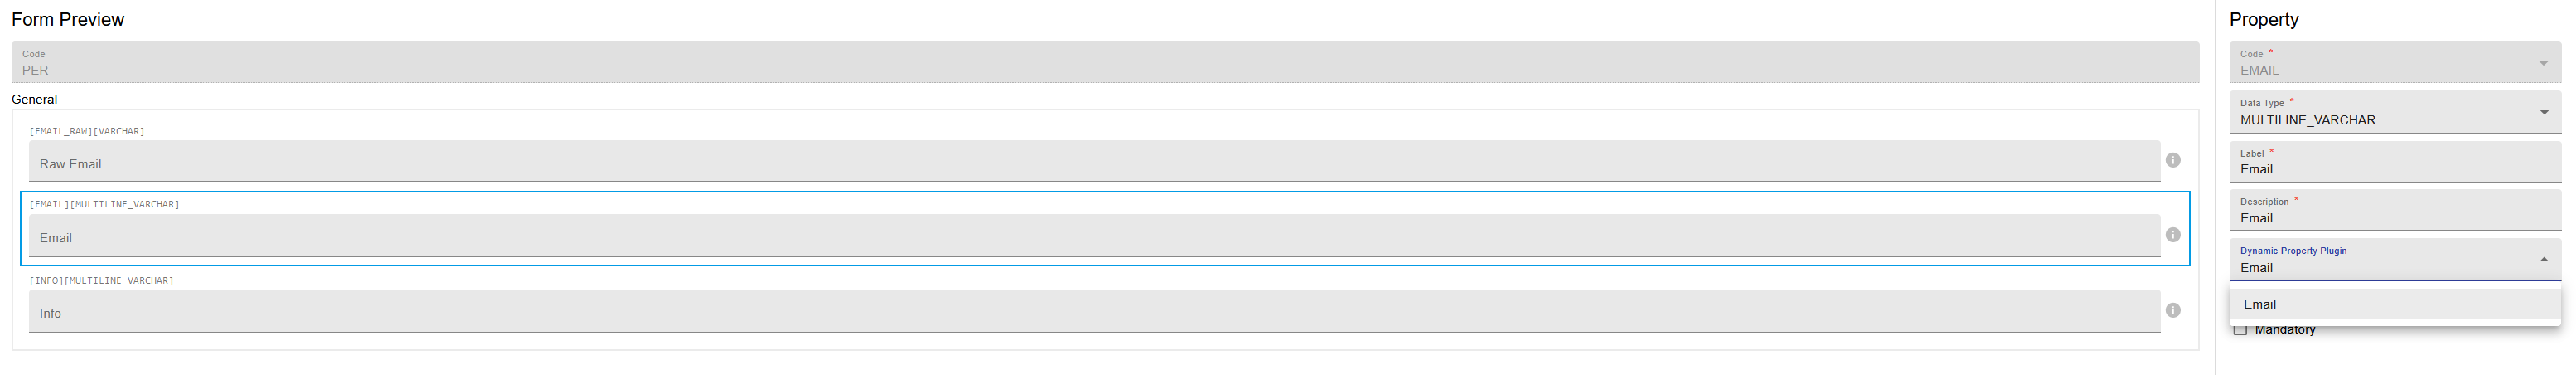 Form Preview
Code
PER
General
[EMAIL_RAW][VARCHAR]
Raw Email
[EMAIL][MULTILINE_VARCHAR]
Email
[INFO][MULTILINE_VARCHAR]
Info
Property
Code *
EMAIL
Data Type *
MULTILINE_VARCHAR
Label *
Email
Description *
Email
Dynamic Property Plugin
Email
Email
Mandatory